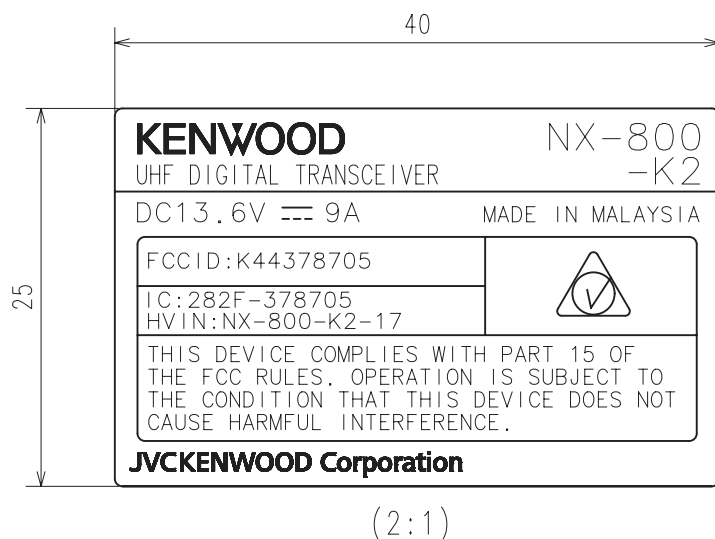 40
25
KENWOOD
NX-800
-K2
UHF DIGITAL TRANSCEIVER
DC13.6V ⎓ 9A
MADE IN MALAYSIA
FCCID:K44378705
IC:282F-378705
HVIN:NX-800-K2-17
THIS DEVICE COMPLIES WITH PART 15 OF
THE FCC RULES. OPERATION IS SUBJECT TO
THE CONDITION THAT THIS DEVICE DOES NOT
CAUSE HARMFUL INTERFERENCE.
JVCKENWOOD Corporation
(2:1)